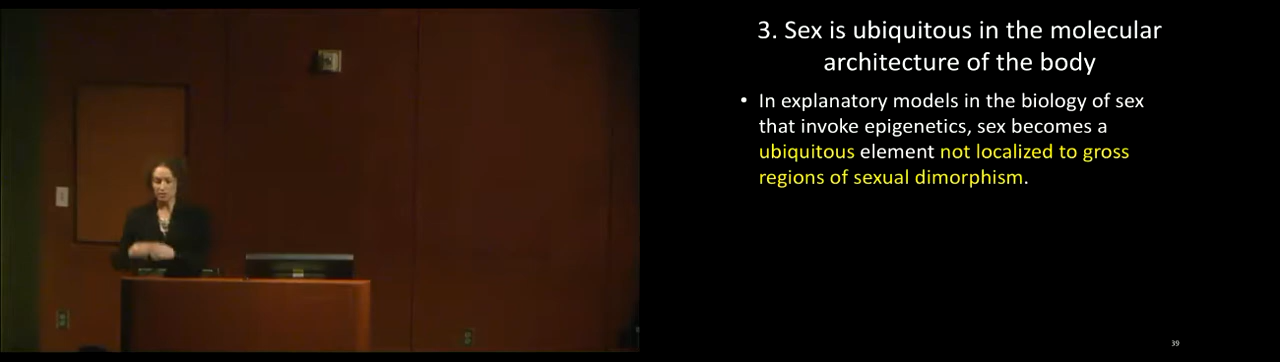 3. Sex is ubiquitous in the molecular
architecture of the body
• In explanatory models in the biology of sex
that invoke epigenetics, sex becomes a
ubiquitous element not localized to gross
regions of sexual dimorphism.
39